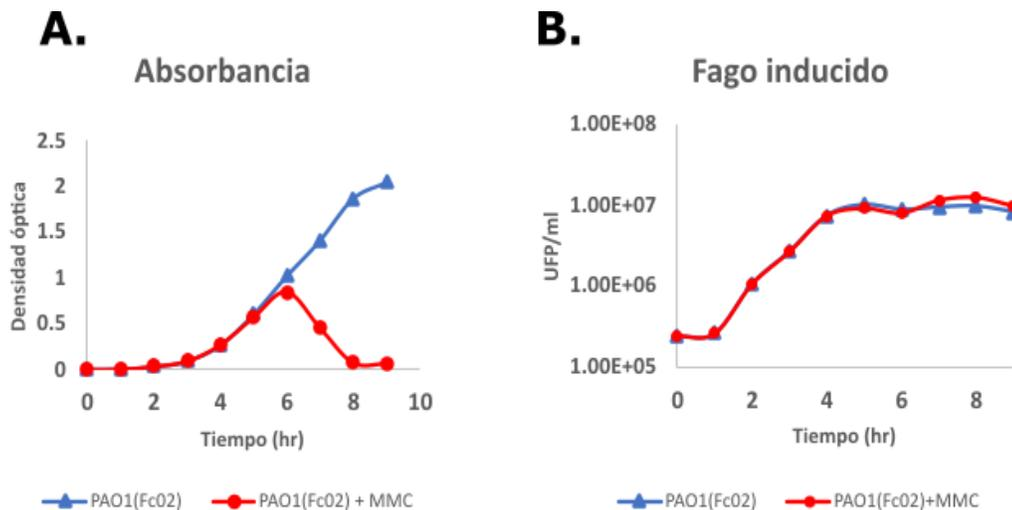 A.
Absorbancia
Densidad óptica
2.5
2
1.5
1
0.5
0
0 2 4 6 8 10
Tiempo (hr)
PAO1(Fc02) PAO1(Fc02) + MMC
B.
Fago inducido
UFP/ml
1.00E+08
1.00E+07
1.00E+06
1.00E+05
0 2 4 6 8
Tiempo (hr)
PAO1(Fc02) PAO1(Fc02)+MMC